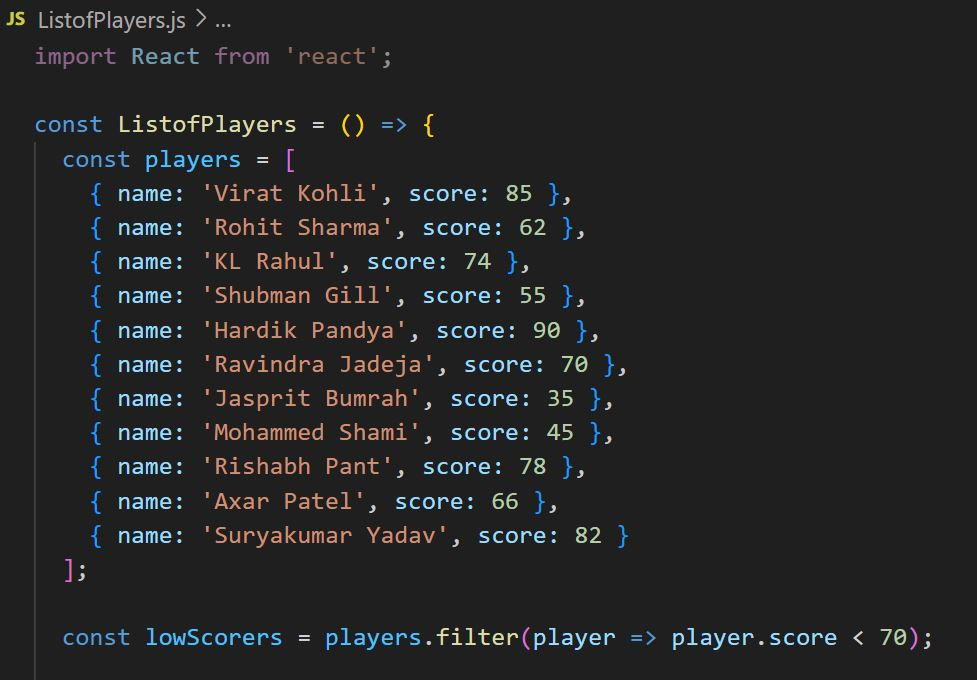 JS ListofPlayers.js > ...
import React from 'react';
const ListofPlayers = () => {
const players = [
{ name: 'Virat Kohli', score: 85 },
{ name: 'Rohit Sharma', score: 62 },
{ name: 'KL Rahul', score: 74 },
{ name: 'Shubman Gill', score: 55 },
{ name: 'Hardik Pandya', score: 90 },
{ name: 'Ravindra Jadeja', score: 70 },
{ name: 'Jasprit Bumrah', score: 35 },
{ name: 'Mohammed Shami', score: 45 },
{ name: 'Rishabh Pant', score: 78 },
{ name: 'Axar Patel', score: 66 },
{ name: 'Suryakumar Yadav', score: 82 }
];
const lowScorers = players.filter(player => player.score < 70);